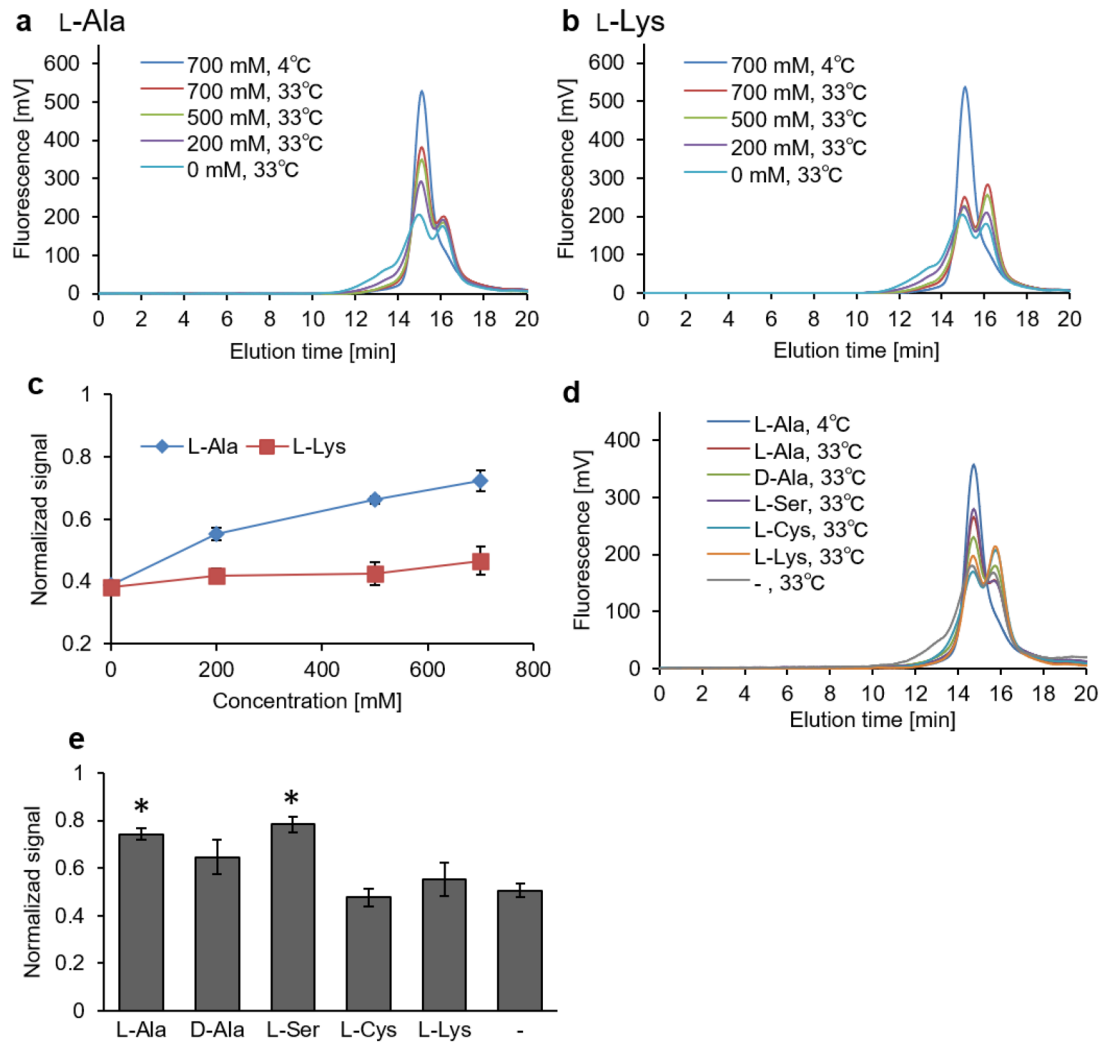 a L-Ala
600
500
400
300
200
100
0
Fluorescence [mV]
700 mM, 4℃
700 mM, 33℃
500 mM, 33℃
200 mM, 33℃
0 mM, 33℃
0 2 4 6 8 10 12 14 16 18 20
Elution time [min]
b L-Lys
600
500
400
300
200
100
0
Fluorescence [mV]
700 mM, 4℃
700 mM, 33℃
500 mM, 33℃
200 mM, 33℃
0 mM, 33℃
0 2 4 6 8 10 12 14 16 18 20
Elution time [min]
c
1
0.8
0.6
0.4
0.2
Normalizad signal
L-Ala L-Lys
0 200 400 600 800
Concentration [mM]
d
400
300
200
100
0
Fluorescence [mV]
L-Ala, 4℃
L-Ala, 33℃
D-Ala, 33℃
L-Ser, 33℃
L-Cys, 33℃
L-Lys, 33℃
- , 33℃
0 2 4 6 8 10 12 14 16 18 20
Elution time [min]
e
1
0.8
0.6
0.4
0.2
0
Normalizad signal
* *
L-Ala D-Ala L-Ser L-Cys L-Lys -